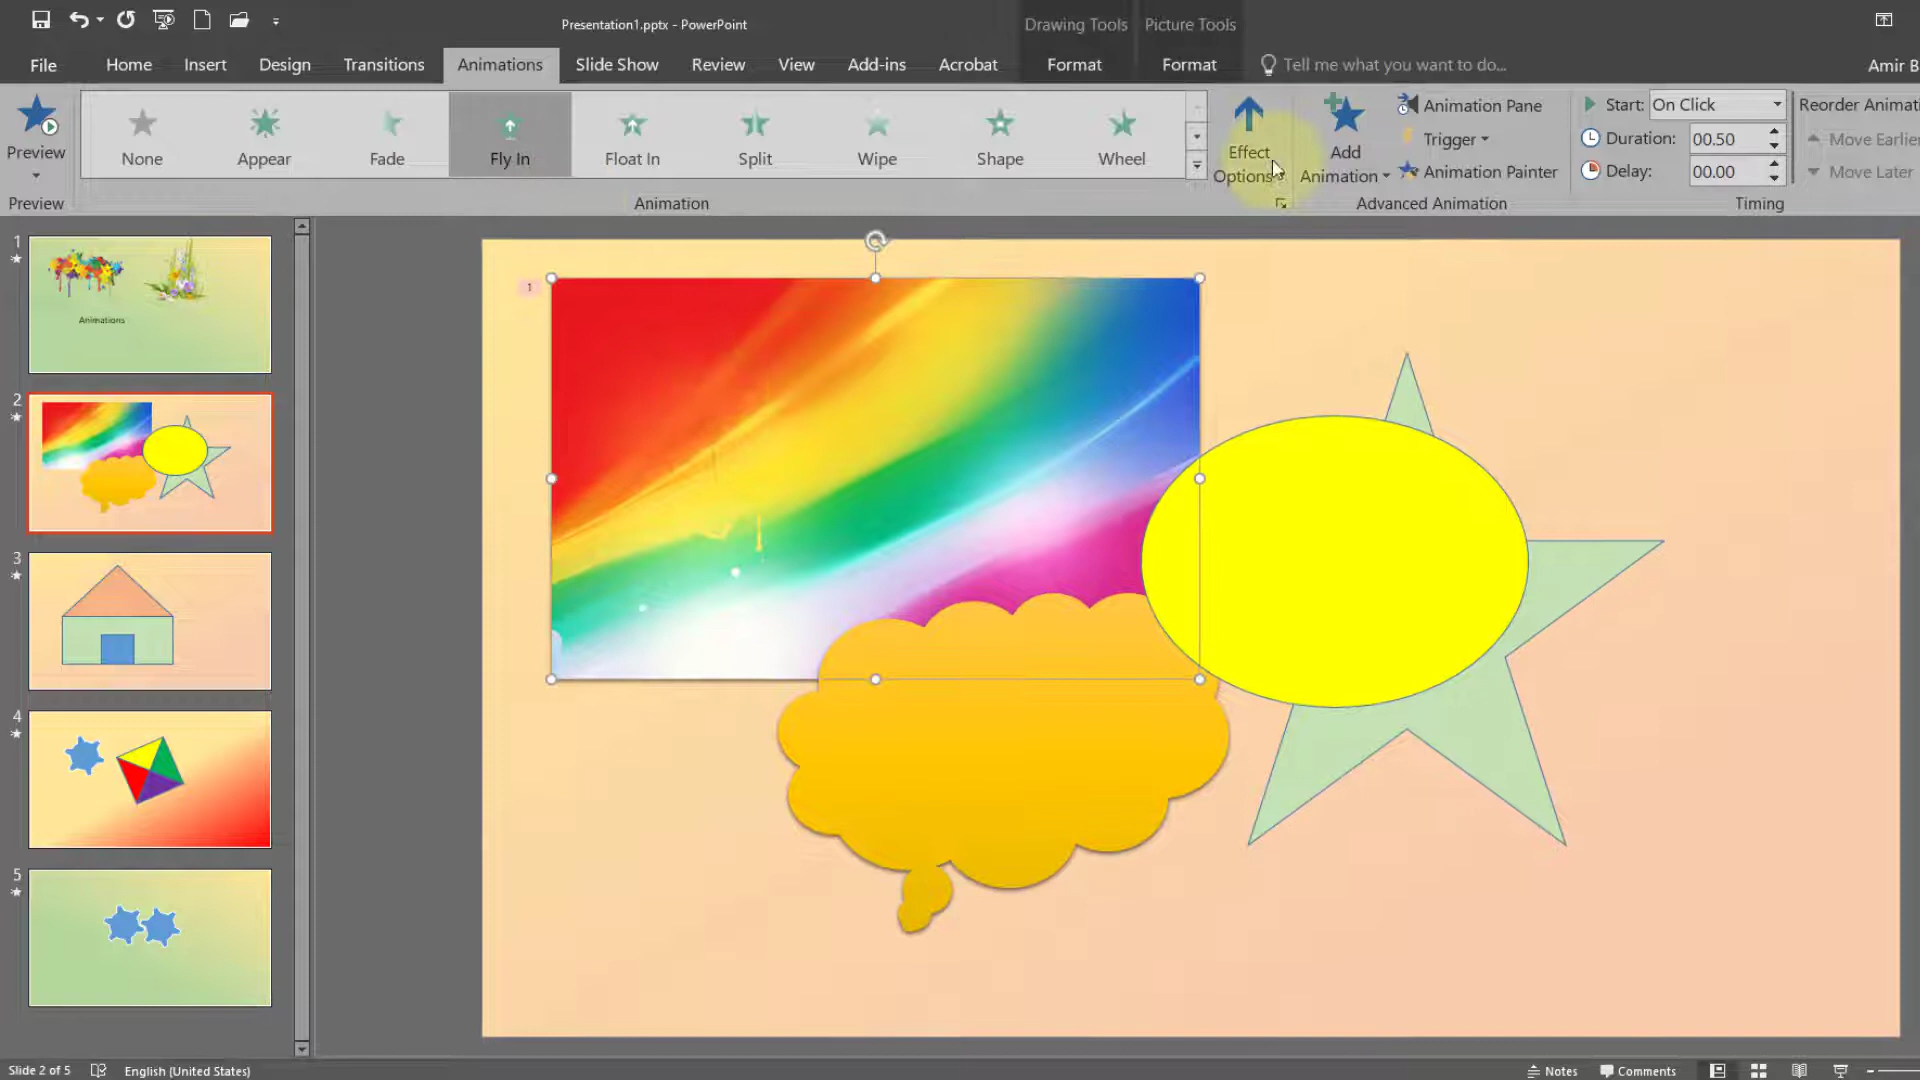 Presentation1.pptx - PowerPoint
Drawing Tools
Picture Tools
File
Home
Insert
Design
Transitions
Animations
Slide Show
Review
View
Add-ins
Acrobat
Format
Format
Tell me what you want to do...
Amir B
Preview
None
Appear
Fade
Fly In
Float In
Split
Wipe
Shape
Wheel
Effect
Options
Add
Animation
Animation Pane
Trigger
Animation Painter
Start: On Click
Duration: 00.50
Delay: 00.00
Reorder Animati
Move Earlier
Move Later
Preview
Animation
Advanced Animation
Timing
1
Animations
2
3
4
5
1
Slide 2 of 5
English (United States)
Notes
Comments